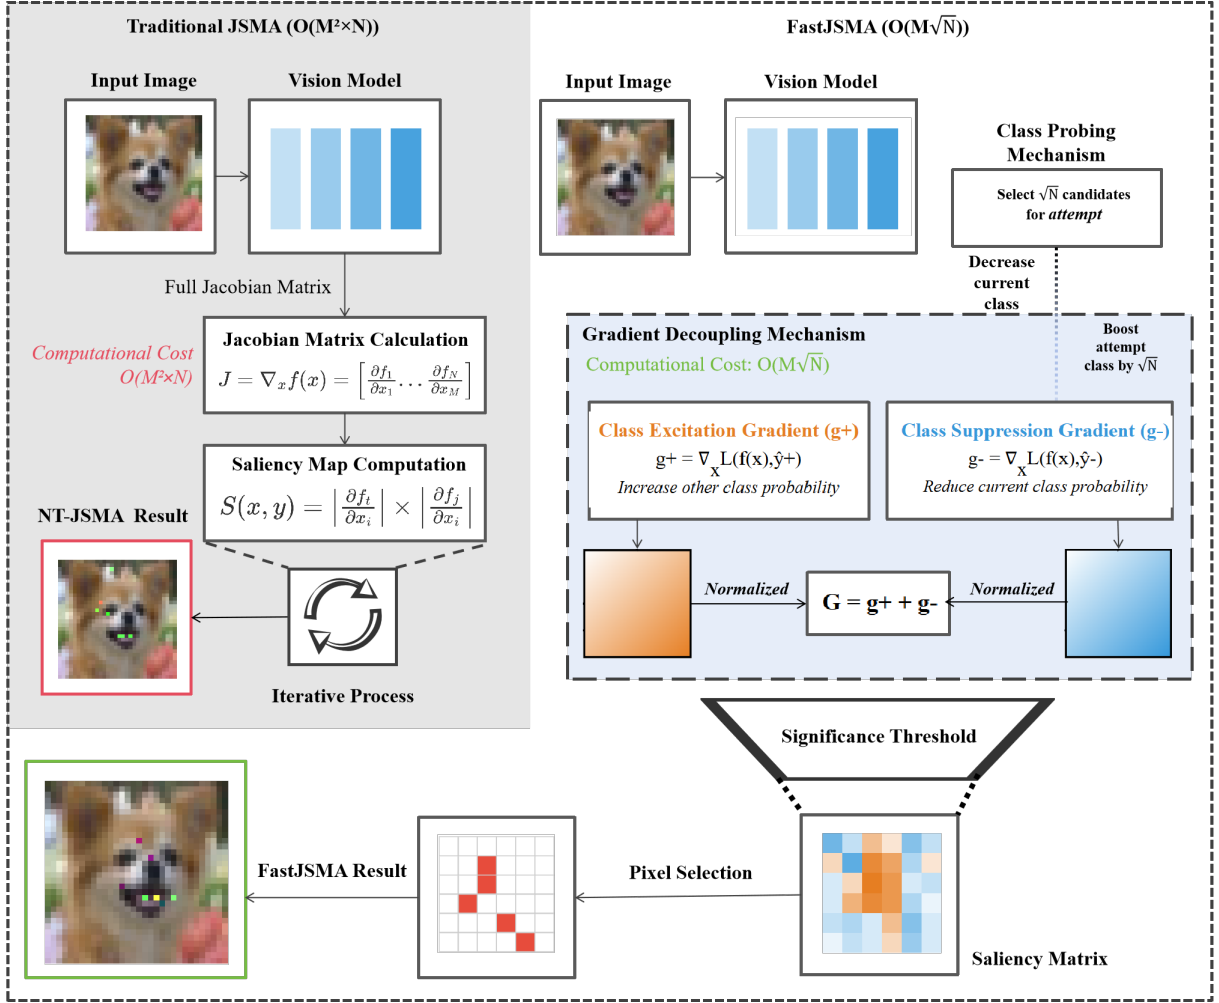 Traditional JSMA (O(M²×N))
Input Image
Vision Model
Full Jacobian Matrix
Computational Cost
O(M²×N)
Jacobian Matrix Calculation
J = ∇ₓf(x) = [∂f₁/∂x₁ … ∂f_N/∂x_M]
Saliency Map Computation
S(x, y) = |∂f_t/∂x_i| × |∂f_j/∂x_i|
NT-JSMA Result
Iterative Process
FastJSMA (O(M√N))
Input Image
Vision Model
Class Probing
Mechanism
Select √N candidates
for attempt
Decrease
current
class
Boost
attempt
class by √N
Gradient Decoupling Mechanism
Computational Cost: O(M√N)
Class Excitation Gradient (g+)
g+ = ∇ₓL(f(x),ŷ+)
Increase other class probability
Class Suppression Gradient (g-)
g- = ∇ₓL(f(x),ŷ-)
Reduce current class probability
Normalized
G = g+ + g-
Normalized
Significance Threshold
FastJSMA Result
Pixel Selection
Saliency Matrix